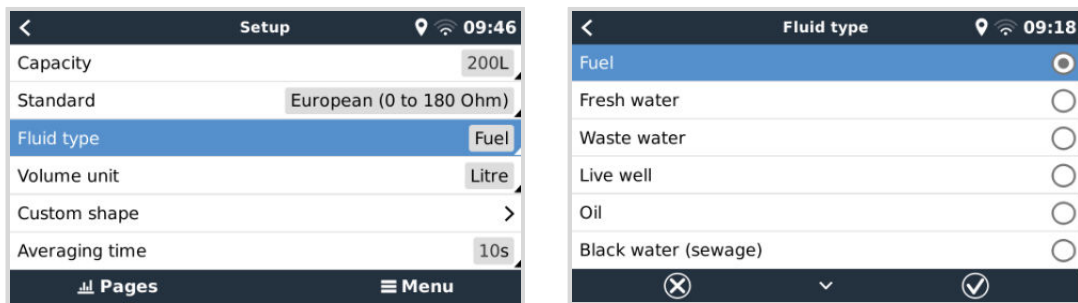 Setup 09:46
Capacity 200L
Standard European (0 to 180 Ohm)
Fluid type Fuel
Volume unit Litre
Custom shape
Averaging time 10s
Pages Menu
Fluid type 09:18
Fuel
Fresh water
Waste water
Live well
Oil
Black water (sewage)